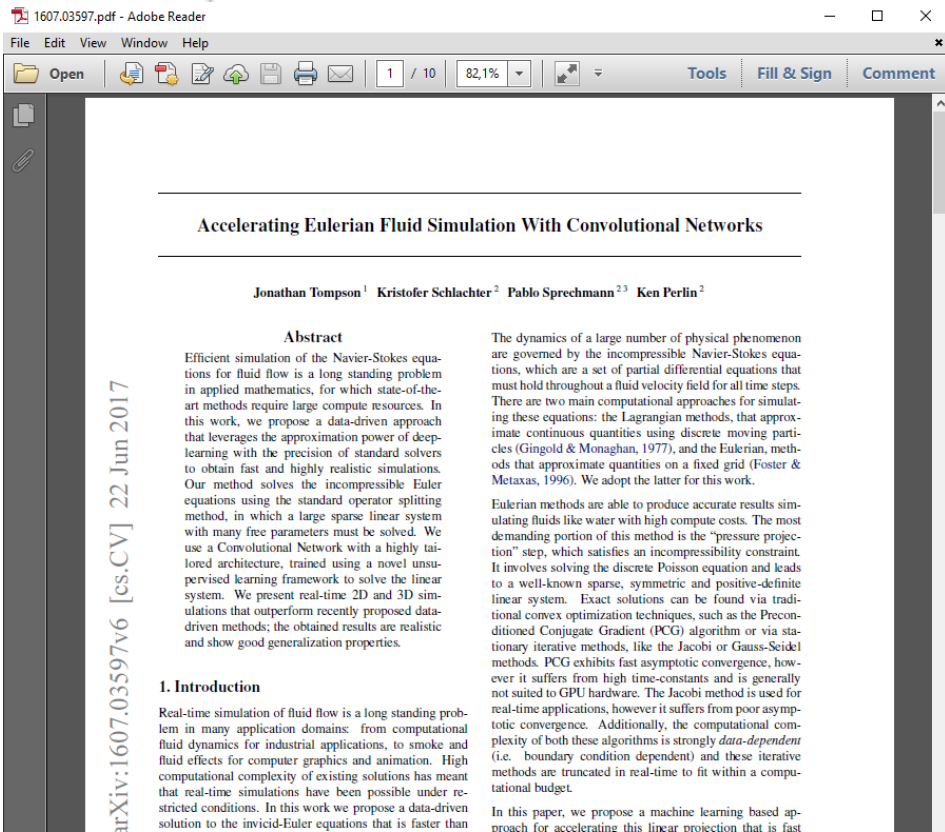 1607.03597.pdf - Adobe Reader
File Edit View Window Help
Open
1 / 10
82,1%
Tools Fill & Sign Comment
Accelerating Eulerian Fluid Simulation With Convolutional Networks
Jonathan Tompson 1 Kristofer Schlachter 2 Pablo Sprechmann 2 3 Ken Perlin 2
Abstract
Efficient simulation of the Navier-Stokes equa-
tions for fluid flow is a long standing problem
in applied mathematics, for which state-of-the-
art methods require large compute resources. In
this work, we propose a data-driven approach
that leverages the approximation power of deep-
learning with the precision of standard solvers
to obtain fast and highly realistic simulations.
Our method solves the incompressible Euler
equations using the standard operator splitting
method, in which a large sparse linear system
with many free parameters must be solved. We
use a Convolutional Network with a highly tai-
lored architecture, trained using a novel unsu-
pervised learning framework to solve the linear
system. We present real-time 2D and 3D sim-
ulations that outperform recently proposed data-
driven methods; the obtained results are realistic
and show good generalization properties.
1. Introduction
Real-time simulation of fluid flow is a long standing prob-
lem in many application domains: from computational
fluid dynamics for industrial applications, to smoke and
fluid effects for computer graphics and animation. High
computational complexity of existing solutions has meant
that real-time simulations have been possible under re-
stricted conditions. In this work we propose a data-driven
solution to the invicid-Euler equations that is faster than
The dynamics of a large number of physical phenomenon
are governed by the incompressible Navier-Stokes equa-
tions, which are a set of partial differential equations that
must hold throughout a fluid velocity field for all time steps.
There are two main computational approaches for simulat-
ing these equations: the Lagrangian methods, that approx-
imate continuous quantities using discrete moving parti-
cles (Gingold & Monaghan, 1977), and the Eulerian, meth-
ods that approximate quantities on a fixed grid (Foster &
Metaxas, 1996). We adopt the latter for this work.
Eulerian methods are able to produce accurate results sim-
ulating fluids like water with high compute costs. The most
demanding portion of this method is the “pressure projec-
tion” step, which satisfies an incompressibility constraint.
It involves solving the discrete Poisson equation and leads
to a well-known sparse, symmetric and positive-definite
linear system. Exact solutions can be found via tradi-
tional convex optimization techniques, such as the Precon-
ditioned Conjugate Gradient (PCG) algorithm or via sta-
tionary iterative methods, like the Jacobi or Gauss-Seidel
methods. PCG exhibits fast asymptotic convergence, how-
ever it suffers from high time-constants and is generally
not suited to GPU hardware. The Jacobi method is used for
real-time applications, however it suffers from poor asymp-
totic convergence. Additionally, the computational com-
plexity of both these algorithms is strongly data-dependent
(i.e. boundary condition dependent) and these iterative
methods are truncated in real-time to fit within a compu-
tational budget.
In this paper, we propose a machine learning based ap-
proach for accelerating this linear projection that is fast
arXiv:1607.03597v6 [cs.CV] 22 Jun 2017